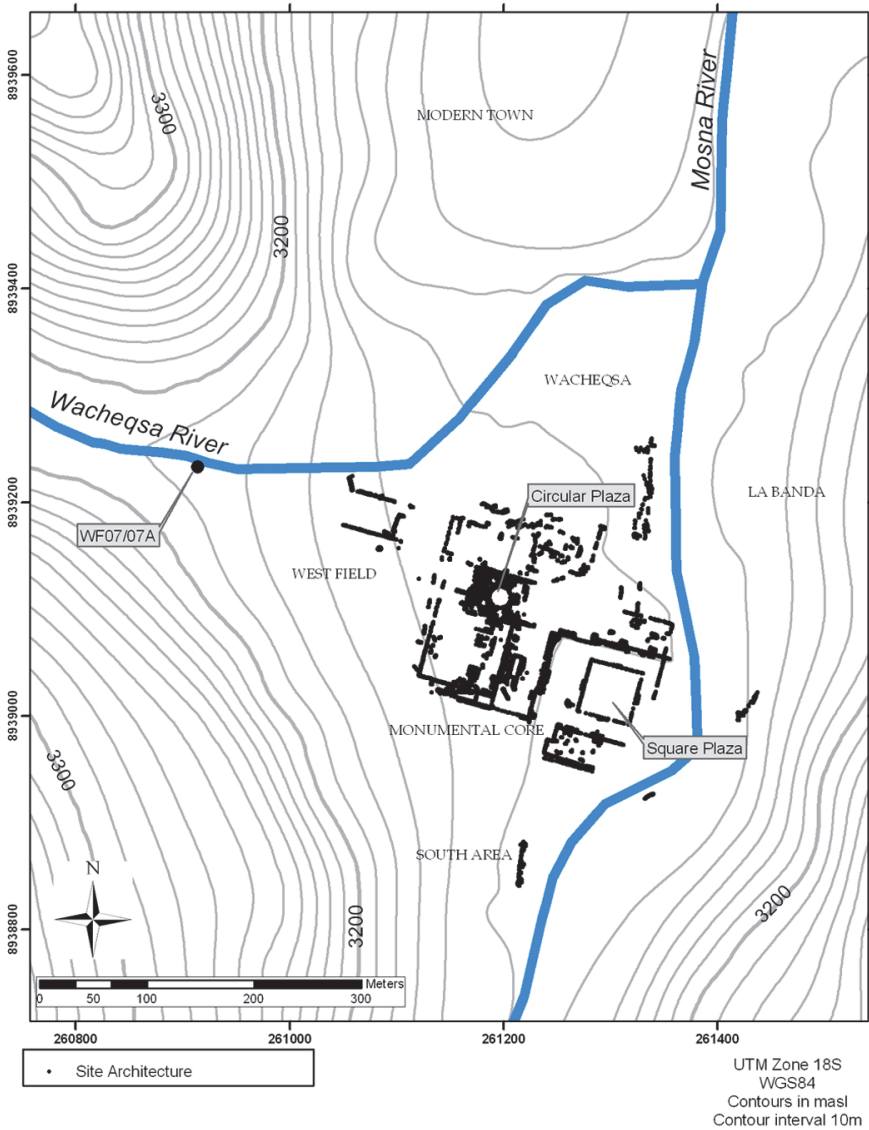 8939600
8939400
8939200
8939000
8938800
3300
MODERN TOWN
Mosna River
3200
WACHEQSA
Wacheqsa River
Circular Plaza
LA BANDA
WF07/07A
WEST FIELD
MONUMENTAL CORE
Square Plaza
3300
SOUTH AREA
N
3200
3200
Meters
0 50 100 200 300
260800 261000 261200 261400
Site Architecture
UTM Zone 18S
WGS84
Contours in masl
Contour interval 10m